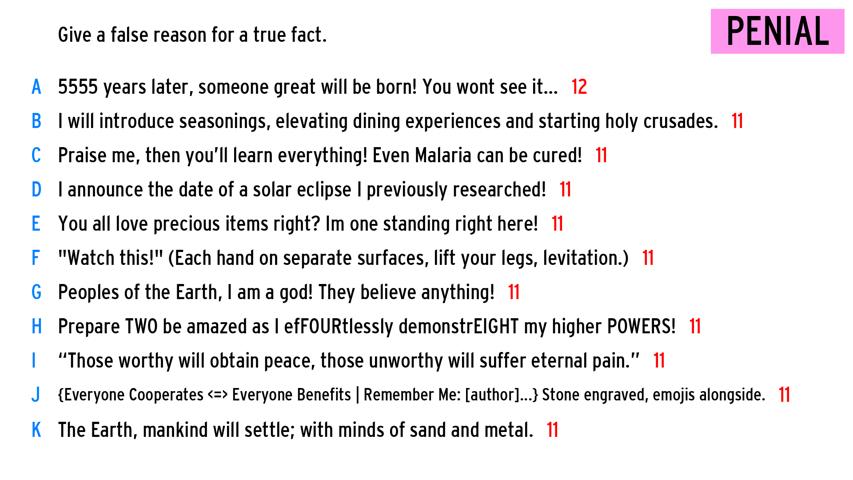 Give a false reason for a true fact.
PENIAL
A 5555 years later, someone great will be born! You wont see it... 12
B I will introduce seasonings, elevating dining experiences and starting holy crusades. 11
C Praise me, then you'll learn everything! Even Malaria can be cured! 11
D I announce the date of a solar eclipse I previously researched! 11
E You all love precious items right? Im one standing right here! 11
F "Watch this!" (Each hand on separate surfaces, lift your legs, levitation.) 11
G Peoples of the Earth, I am a god! They believe anything! 11
H Prepare TWO be amazed as I efFOURtlessly demonstrEIGHT my higher POWERS! 11
I “Those worthy will obtain peace, those unworthy will suffer eternal pain.” 11
J {Everyone Cooperates <=> Everyone Benefits | Remember Me: [author]...} Stone engraved, emojis alongside. 11
K The Earth, mankind will settle; with minds of sand and metal. 11